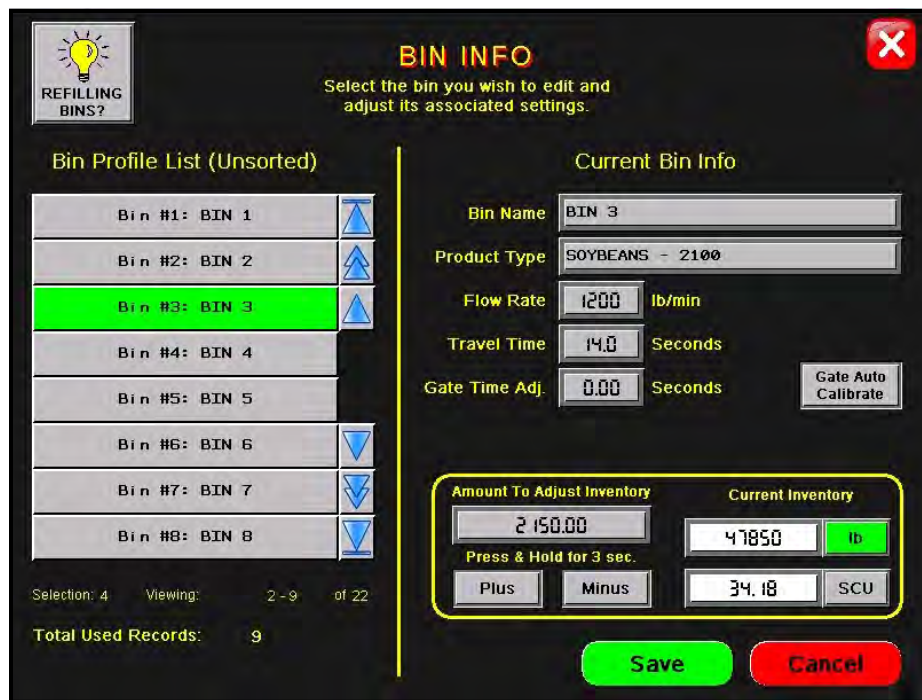 REFILLING
BINS?
BIN INFO
Select the bin you wish to edit and
adjust its associated settings.
Bin Profile List (Unsorted)
Bin #1: BIN 1
Bin #2: BIN 2
Bin #3: BIN 3
Bin #4: BIN 4
Bin #5: BIN 5
Bin #6: BIN 6
Bin #7: BIN 7
Bin #8: BIN 8
Selection: 4 Viewing: 2 - 9 of 22
Total Used Records: 9
Current Bin Info
Bin Name BIN 3
Product Type SOYBEANS - 2100
Flow Rate 1200 lb/min
Travel Time 14.0 Seconds
Gate Time Adj. 0.00 Seconds
Gate Auto
Calibrate
Amount To Adjust Inventory
2150.00
Press & Hold for 3 sec.
Plus Minus
Current Inventory
47850 lb
34.18 SCU
Save Cancel